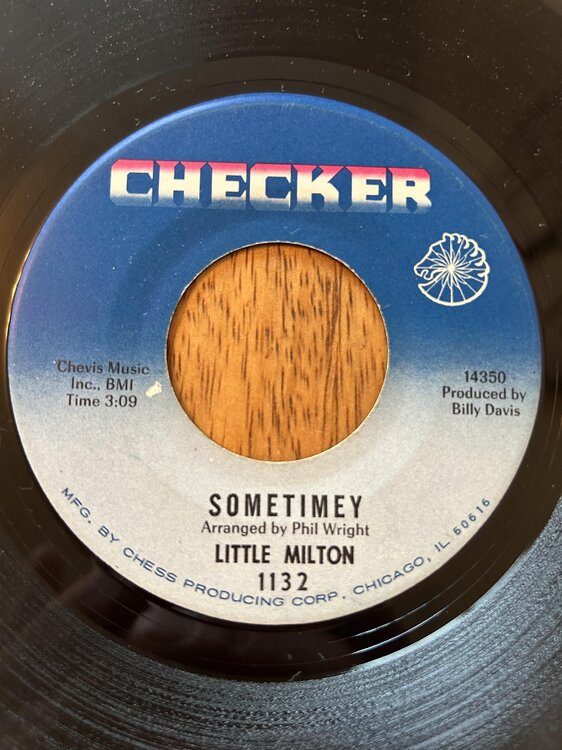 CHECKER
Chevis Music
Inc., BMI
Time 3:09
14350
Produced by
Billy Davis
SOMETIMEY
Arranged by Phil Wright
LITTLE MILTON
1132
MFG. BY CHESS PRODUCING CORP. CHICAGO, IL 60616